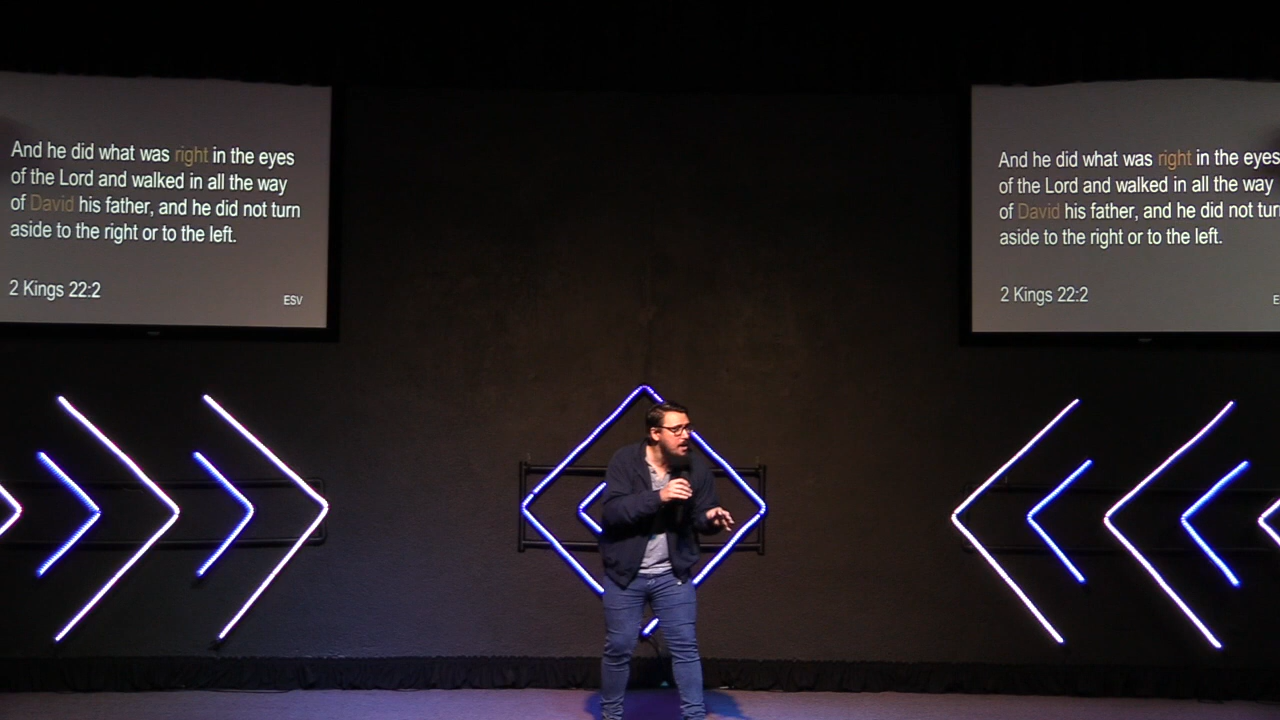 And he did what was right in the eyes
of the Lord and walked in all the way
of David his father, and he did not turn
aside to the right or to the left.
2 Kings 22:2
ESV
And he did what was right in the eyes
of the Lord and walked in all the way
of David his father, and he did not tur
aside to the right or to the left.
2 Kings 22:2
E